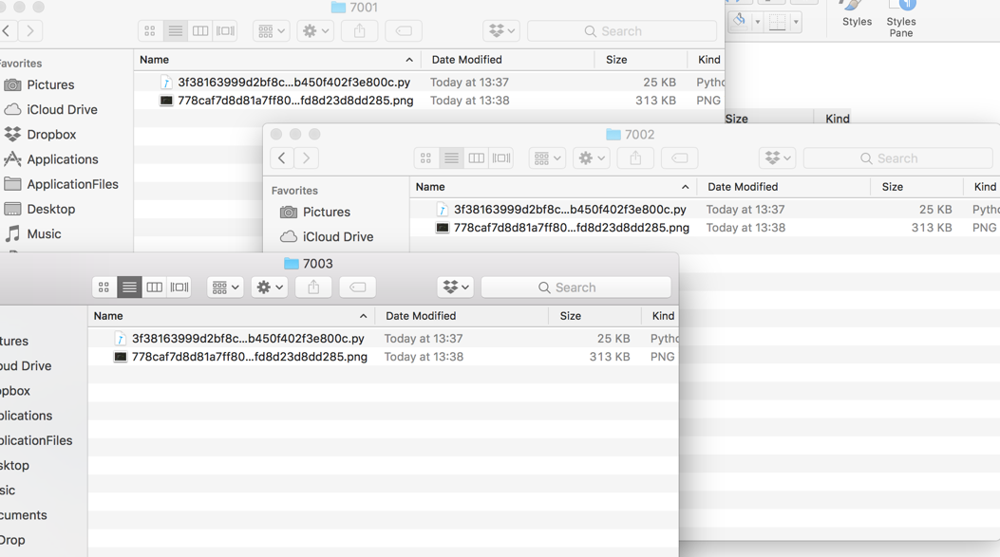 7001
Search
Styles
Styles Pane
Favorites
Pictures
iCloud Drive
Dropbox
Applications
ApplicationFiles
Desktop
Music
Name Date Modified Size Kind
3f38163999d2bf8c...b450f402f3e800c.py Today at 13:37 25 KB Pytho
778caf7d8d81a7ff80...fd8d23d8dd285.png Today at 13:38 313 KB PNG
Size Kind
7002
Search
Favorites
Pictures
iCloud Drive
Name Date Modified Size Kind
3f38163999d2bf8c...b450f402f3e800c.py Today at 13:37 25 KB Pytho
778caf7d8d81a7ff80...fd8d23d8dd285.png Today at 13:38 313 KB PNG
7003
Search
tures
oud Drive
opbox
plications
plicationFiles
sktop
sic
cuments
Drop
Name Date Modified Size Kind
3f38163999d2bf8c...b450f402f3e800c.py Today at 13:37 25 KB Pytho
778caf7d8d81a7ff80...fd8d23d8dd285.png Today at 13:38 313 KB PNG